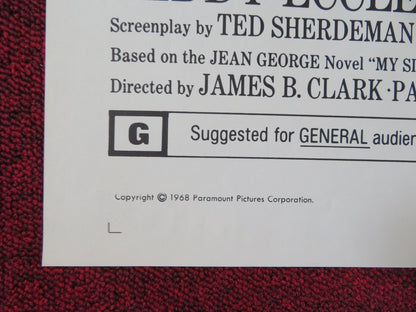 Screenplay by TED SHERDEMAN
Based on the JEAN GEORGE Novel "MY SI
Directed by JAMES B. CLARK · PA
G Suggested for GENERAL audien
Copyright © 1968 Paramount Pictures Corporation.